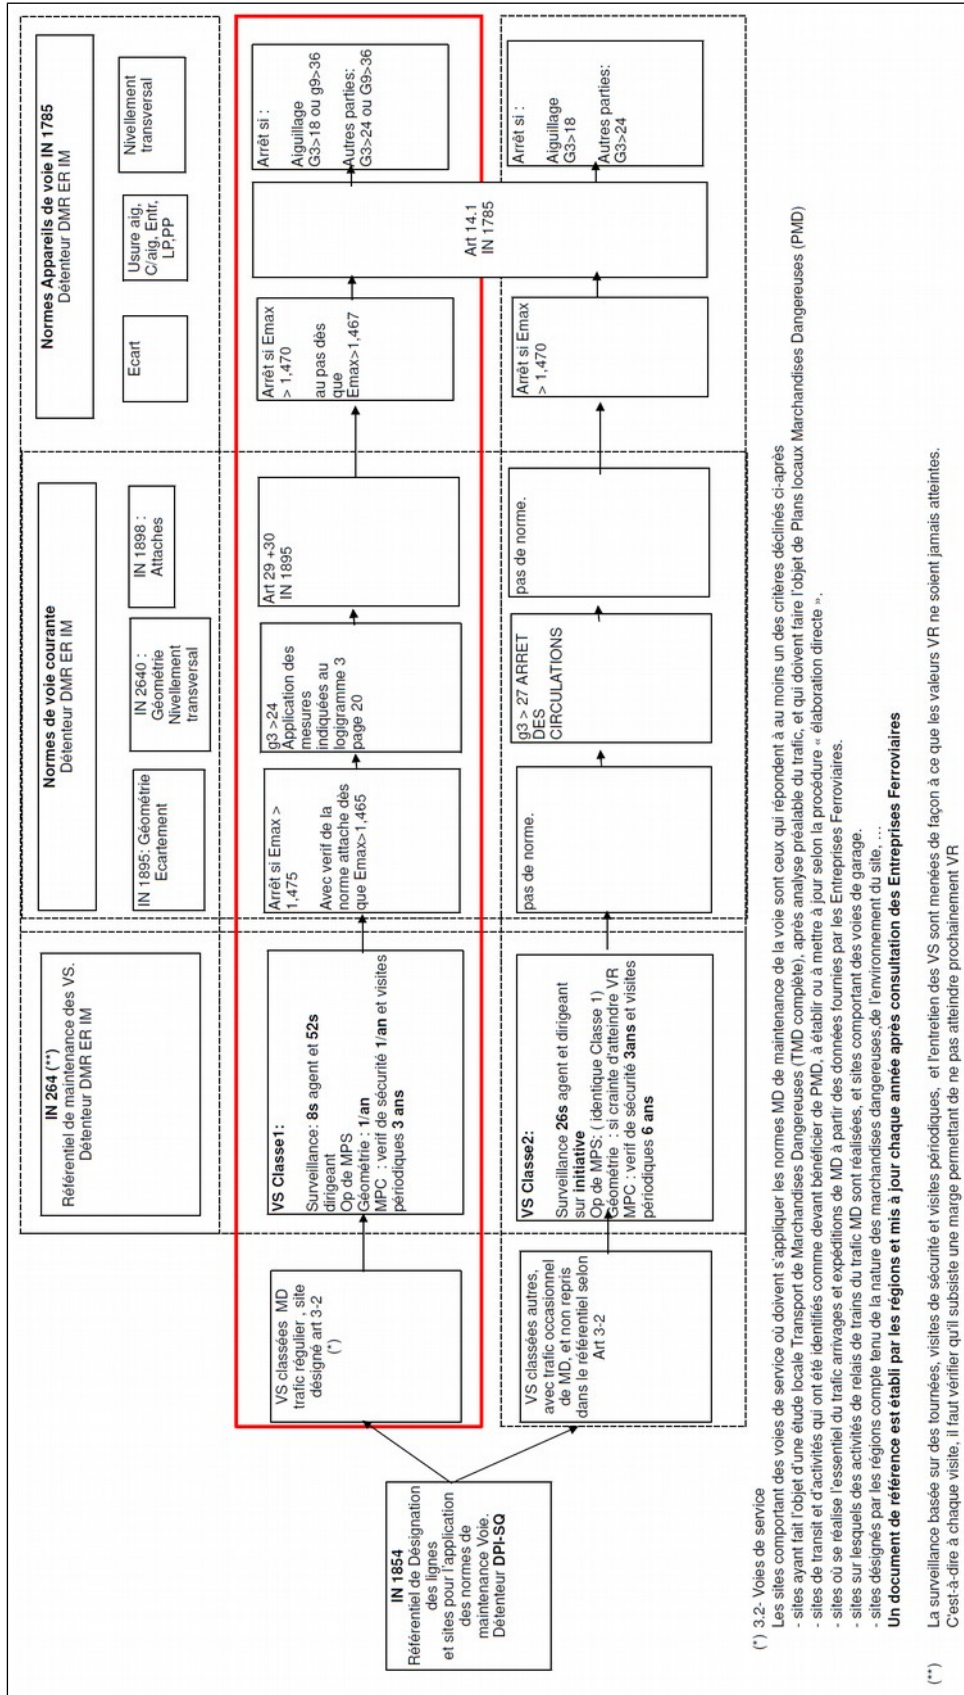 IN 1854
Référentiel de Désignation
des lignes
et sites pour l'application
des normes de
maintenance Voie.
Détenteur DPI-SQ
IN 264 (**)
Référentiel de maintenance des VS.
Détenteur DMR ER IM
Normes de voie courante
Détenteur DMR ER IM
IN 1895: Géométrie
Ecartement
IN 2640 :
Géométrie
Nivellement
transversal
IN 1898 :
Attaches
Normes Appareils de voie IN 1785
Détenteur DMR ER IM
Ecart
Usure aig,
C/aig, Entr,
LP,PP
Nivellement
transversal
VS classées MD
trafic régulier , site
désigné art 3-2
(*)
VS Classe1:
Surveillance: 8s agent et 52s
dirigeant
Op de MPS
Géométrie : 1/an
MPC : verif de sécurité 1/an et visites
périodiques 3 ans
Arrêt si Emax >
1,475
Avec verif de la
norme attache dès
que Emax>1,465
g3 >24
Application des
mesures
indiquées au
logigramme 3
page 20
Art 29 +30
IN 1895
Arrêt si Emax
> 1,470
au pas dès
que
Emax>1,467
Art 14.1
IN 1785
Arrêt si :
Aiguillage
G3>18 ou g9>36
Autres parties:
G3>24 ou G9>36
VS classées autres,
avec trafic occasionnel
de MD, et non repris
dans le référentiel selon
Art 3-2
VS Classe2:
Surveillance 26s agent et dirigeant
sur initiative
Op de MPS: ( identique Classe 1)
Géométrie : si crainte d'atteindre VR
MPC : verif de sécurité 3ans et visites
périodiques 6 ans
pas de norme.
g3 > 27 ARRET
DES
CIRCULATIONS
pas de norme.
Arrêt si Emax
> 1,470
Arrêt si :
Aiguillage
G3>18
Autres parties:
G3>24
(*) 3.2- Voies de service
Les sites comportant des voies de service où doivent s'appliquer les normes MD de maintenance de la voie sont ceux qui répondent à au moins un des critères déclinés ci-après
- sites ayant fait l'objet d'une étude locale Transport de Marchandises Dangereuses (TMD complète), après analyse préalable du trafic, et qui doivent faire l'objet de Plans locaux Marchandises Dangereuses (PMD)
- sites de transit et d'activités qui ont été identifiés comme devant bénéficier de PMD, à établir ou à mettre à jour selon la procédure « élaboration directe ».
- sites où se réalise l'essentiel du trafic arrivages et expéditions de MD à partir des données fournies par les Entreprises Ferroviaires.
- sites sur lesquels des activités de relais de trains du trafic MD sont réalisées, et sites comportant des voies de garage.
- sites désignés par les régions compte tenu de la nature des marchandises dangereuses,de l'environnement du site, ...
Un document de référence est établi par les régions et mis à jour chaque année après consultation des Entreprises Ferroviaires
(**) La surveillance basée sur des tournées, visites de sécurité et visites périodiques, et l'entretien des VS sont menées de façon à ce que les valeurs VR ne soient jamais atteintes.
C'est-à-dire à chaque visite, il faut vérifier qu'il subsiste une marge permettant de ne pas atteindre prochainement VR